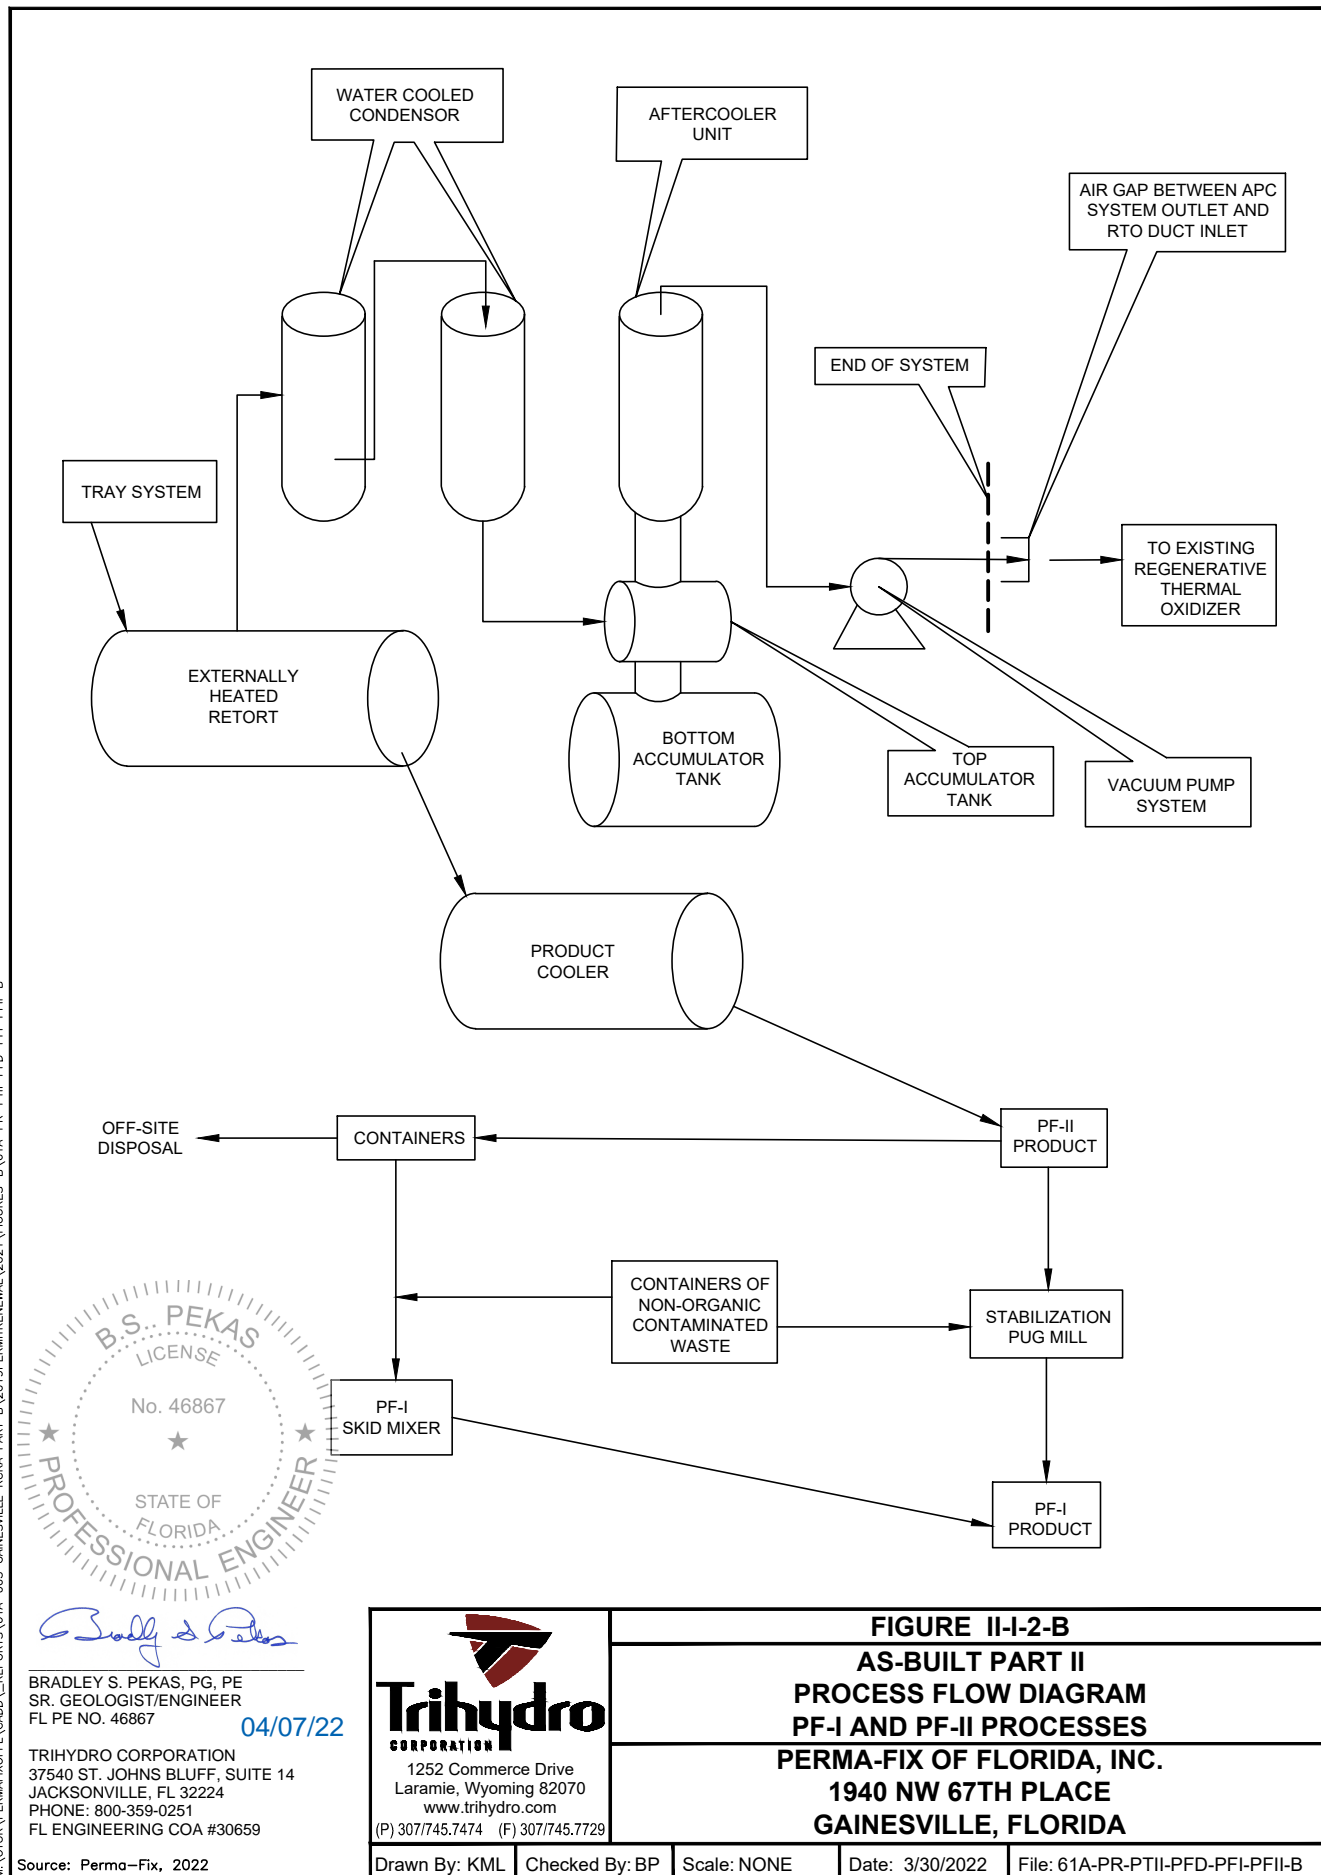 WATER COOLED
CONDENSOR
AFTERCOOLER
UNIT
AIR GAP BETWEEN APC
SYSTEM OUTLET AND
RTO DUCT INLET
END OF SYSTEM
TRAY SYSTEM
TO EXISTING
REGENERATIVE
THERMAL
OXIDIZER
EXTERNALLY
HEATED
RETORT
BOTTOM
ACCUMULATOR
TANK
TOP
ACCUMULATOR
TANK
VACUUM PUMP
SYSTEM
PRODUCT
COOLER
OFF-SITE
DISPOSAL
CONTAINERS
PF-II
PRODUCT
CONTAINERS OF
NON-ORGANIC
CONTAMINATED
WASTE
STABILIZATION
PUG MILL
PF-I
SKID MIXER
PF-I
PRODUCT
B.S.. PEKAS
LICENSE
No. 46867
STATE OF
FLORIDA
PROFESSIONAL ENGINEER
BRADLEY S. PEKAS, PG, PE
SR. GEOLOGIST/ENGINEER
FL PE NO. 46867
04/07/22
TRIHYDRO CORPORATION
37540 ST. JOHNS BLUFF, SUITE 14
JACKSONVILLE, FL 32224
PHONE: 800-359-0251
FL ENGINEERING COA #30659
Source: Perma-Fix, 2022
Trihydro
CORPORATION
1252 Commerce Drive
Laramie, Wyoming 82070
www.trihydro.com
(P) 307/745.7474 (F) 307/745.7729
FIGURE II-I-2-B
AS-BUILT PART II
PROCESS FLOW DIAGRAM
PF-I AND PF-II PROCESSES
PERMA-FIX OF FLORIDA, INC.
1940 NW 67TH PLACE
GAINESVILLE, FLORIDA
Drawn By: KML
Checked By: BP
Scale: NONE
Date: 3/30/2022
File: 61A-PR-PTII-PFD-PFI-PFII-B